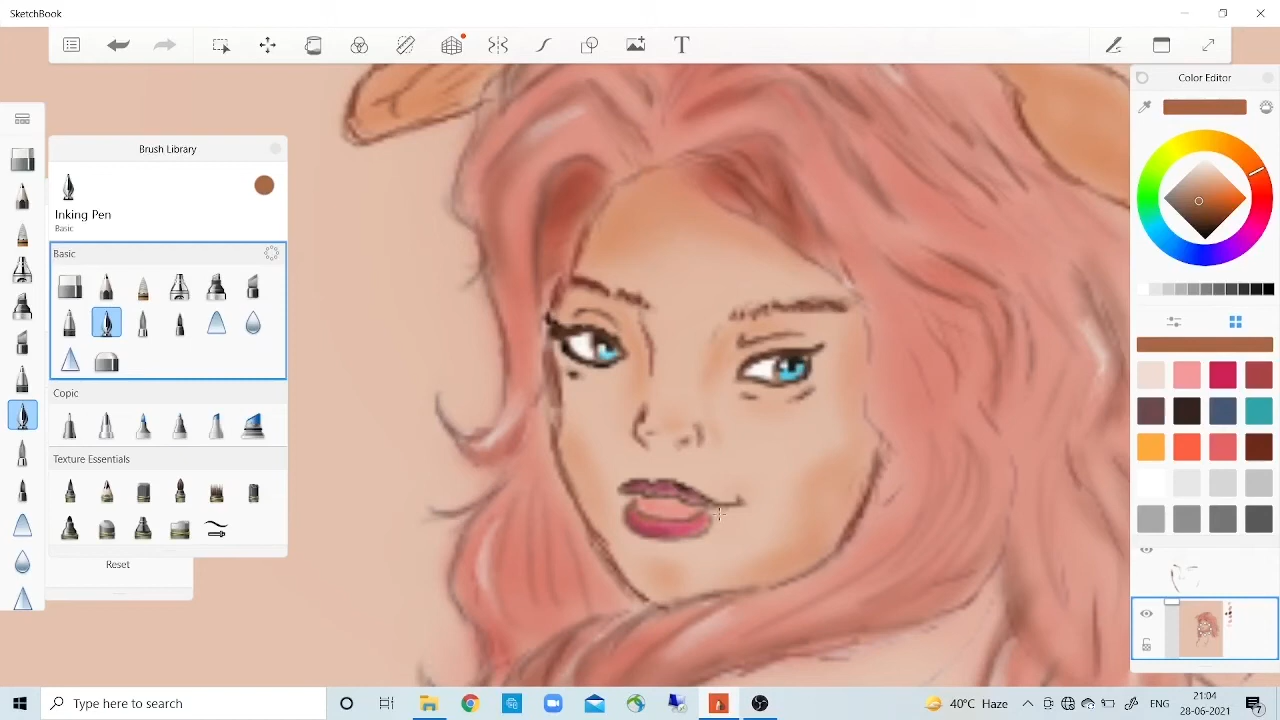 SketchBook
T
Color Editor
Brush Library
Inking Pen
Basic
Basic
Copic
Texture Essentials
Reset
Type here to search
40°C Haze
ENG
21:04
28-06-2021
7